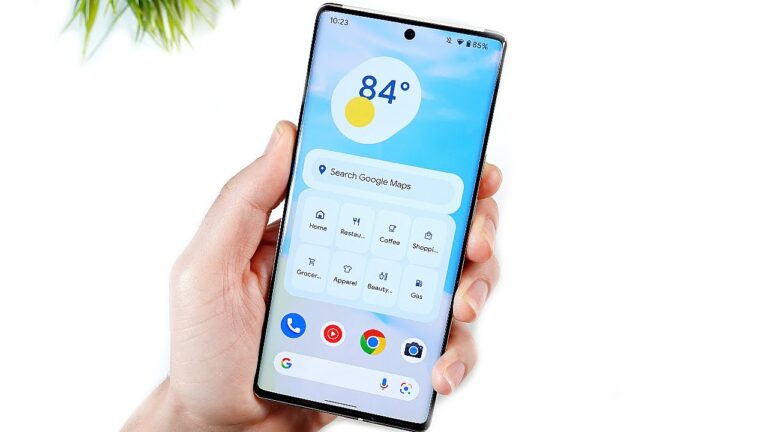 10:23 85%
84°
Search Google Maps
Home Restau... Coffee Shoppi...
Grocer... Apparel Beauty... Gas
G